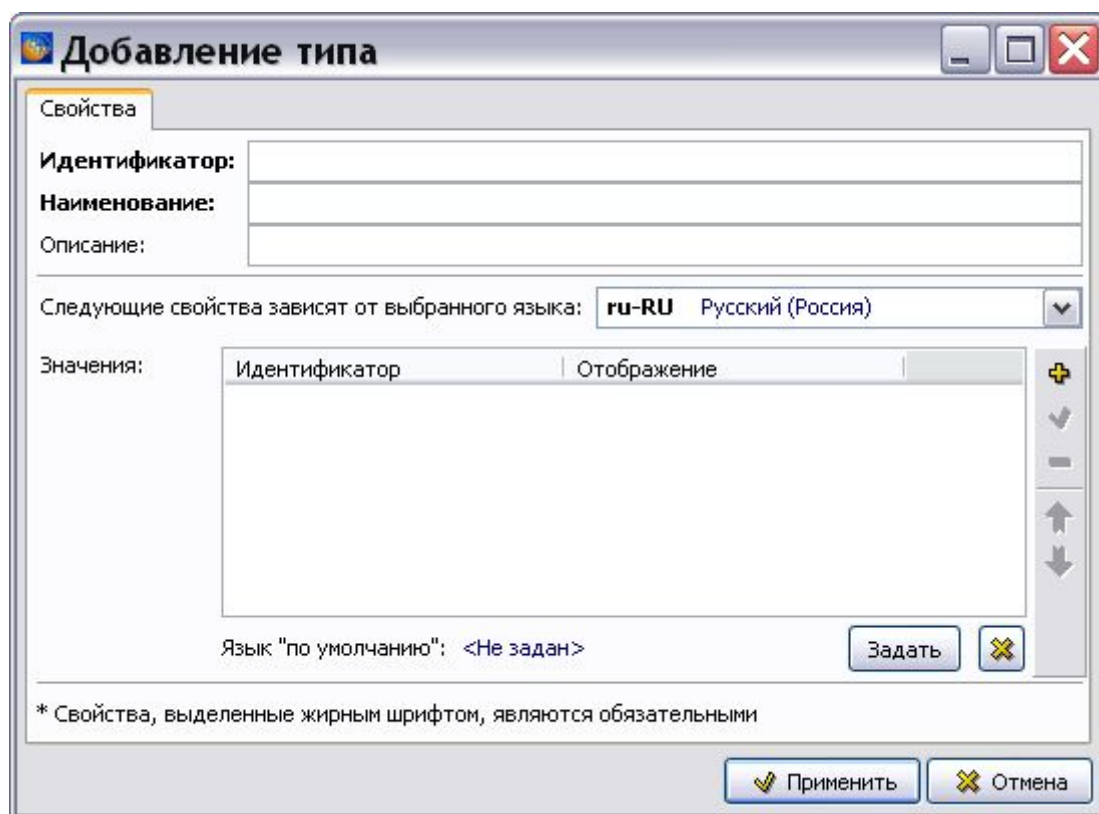 Добавление типа
Свойства
Идентификатор:
Наименование:
Описание:
Следующие свойства зависят от выбранного языка: ru-RU Русский (Россия)
Значения: Идентификатор Отображение
Язык "по умолчанию": <Не задан> Задать
* Свойства, выделенные жирным шрифтом, являются обязательными
Применить Отмена